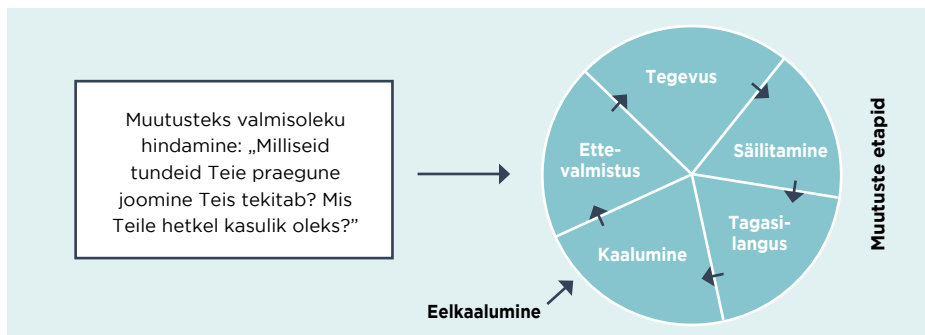 Muutusteks valmisoleku
hindamine: „Milliseid
tundeid Teie praegune
joomine Teis tekitab? Mis
Teile hetkel kasulik oleks?”
Tegevus
Säilitamine
Tagasi-
langus
Kaalumine
Ette-
valmistus
Eelkaalumine
Muutuste etapid